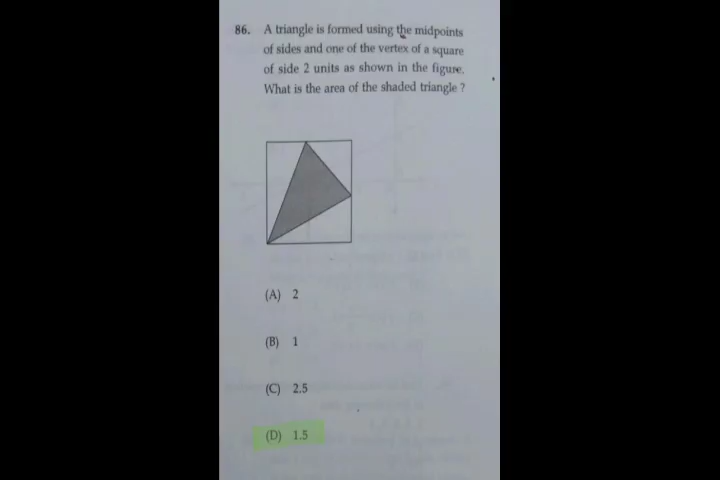 86. A triangle is formed using the midpoints
of sides and one of the vertex of a square
of side 2 units as shown in the figure.
What is the area of the shaded triangle ?
(A) 2
(B) 1
(C) 2.5
(D) 1.5